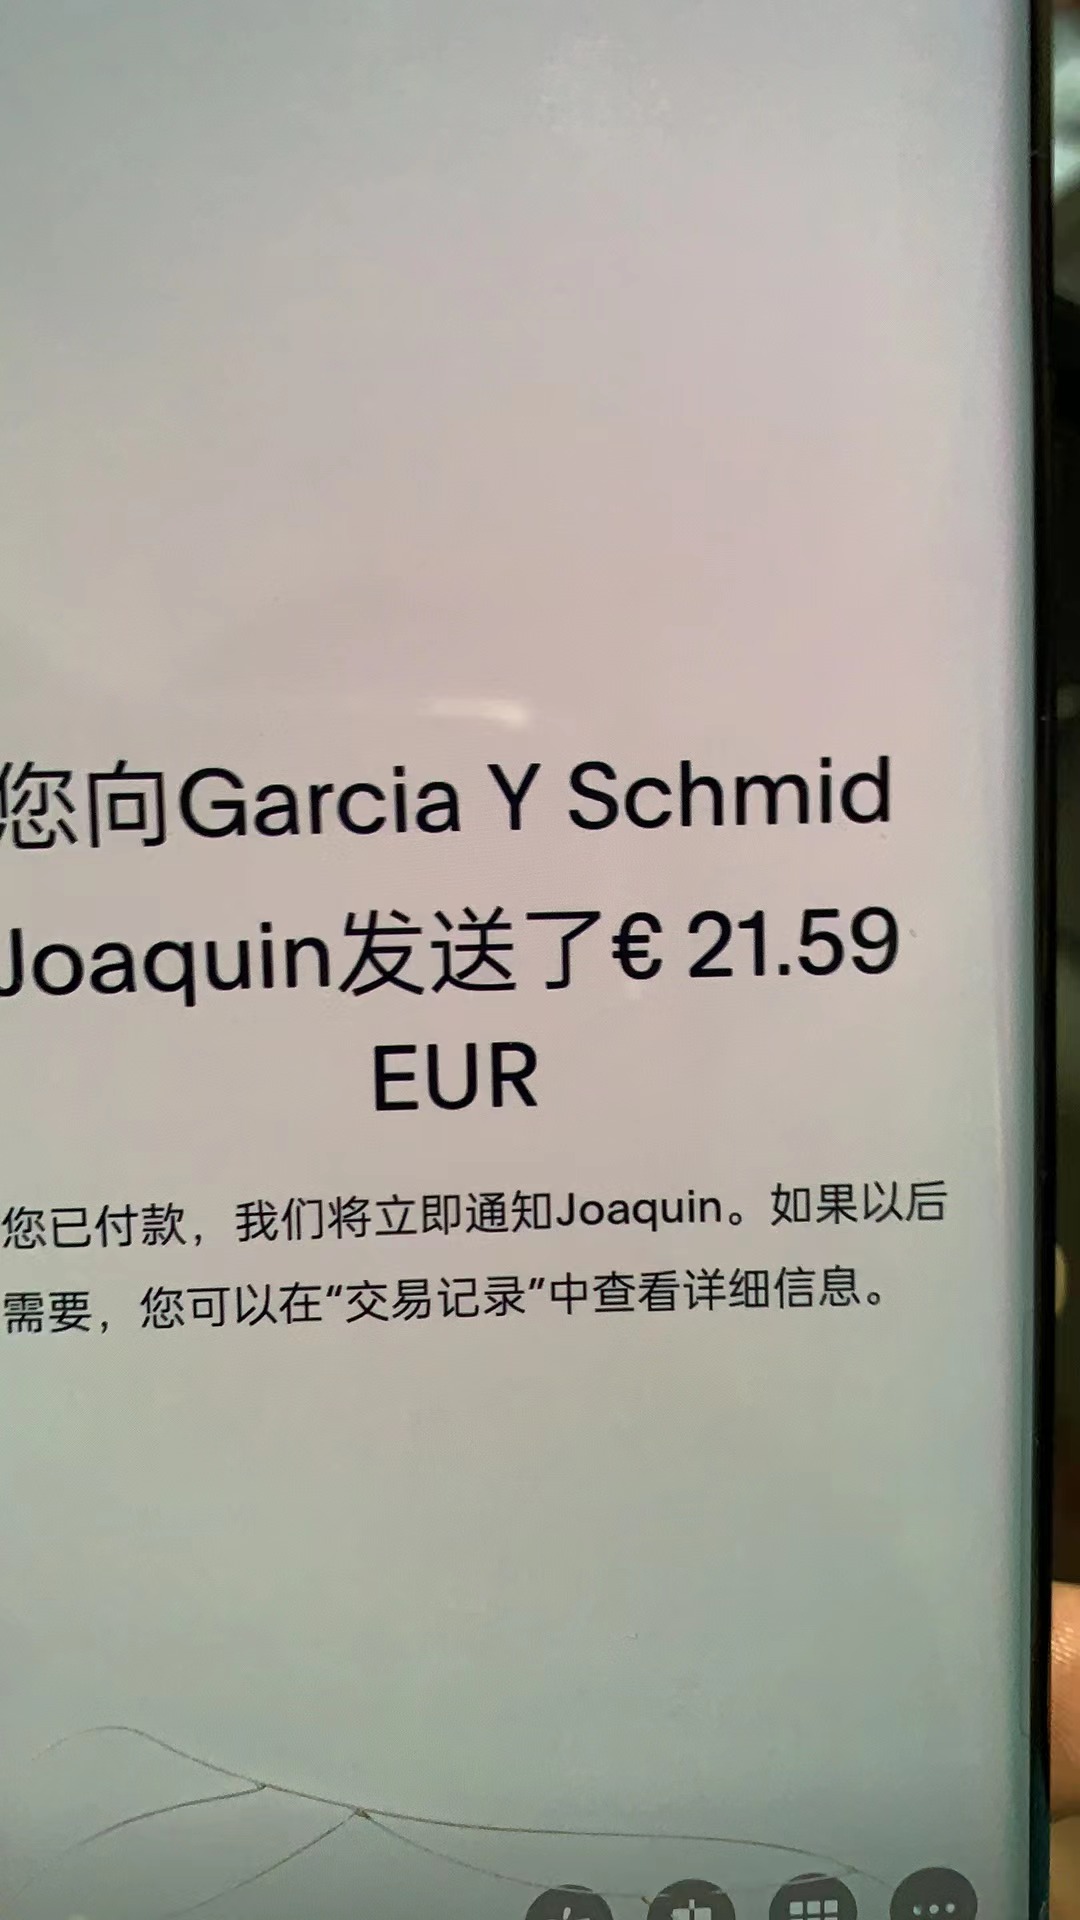 您向Garcia Y Schmid
Joaquin发送了€ 21.59
EUR
您已付款，我们将立即通知Joaquin。如果以后
需要，您可以在“交易记录”中查看详细信息。